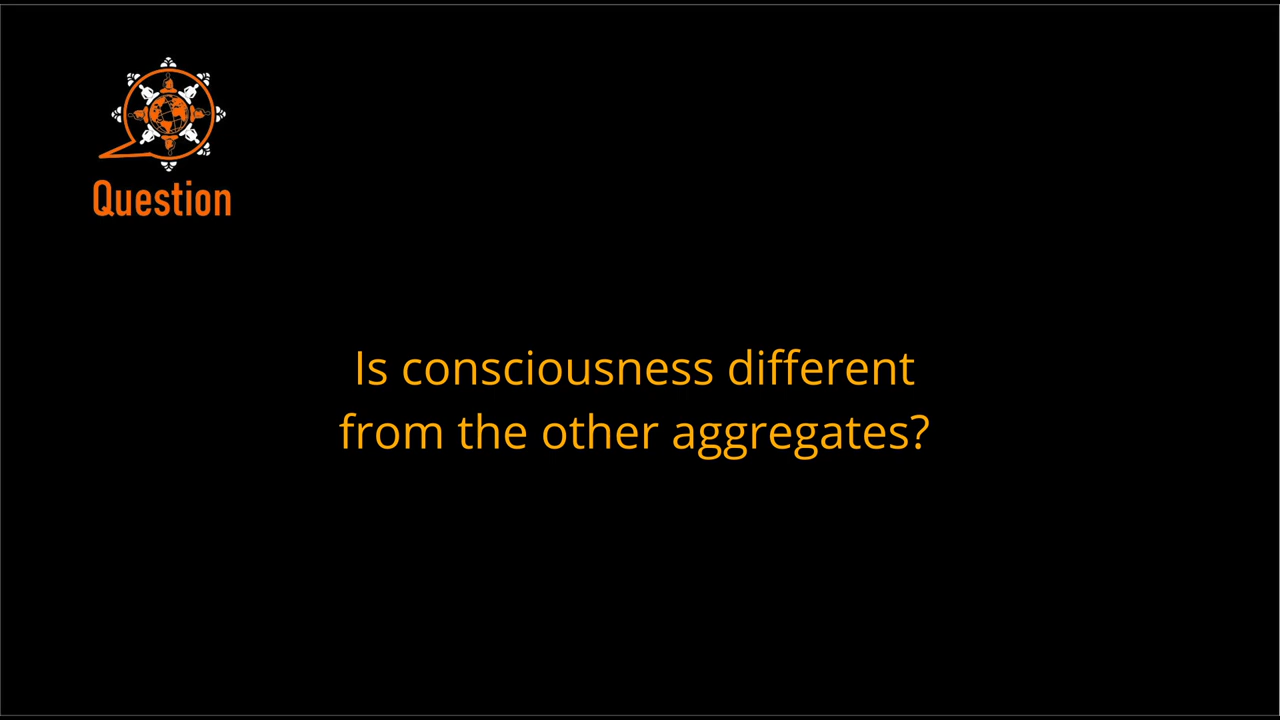 Question
Is consciousness different
from the other aggregates?